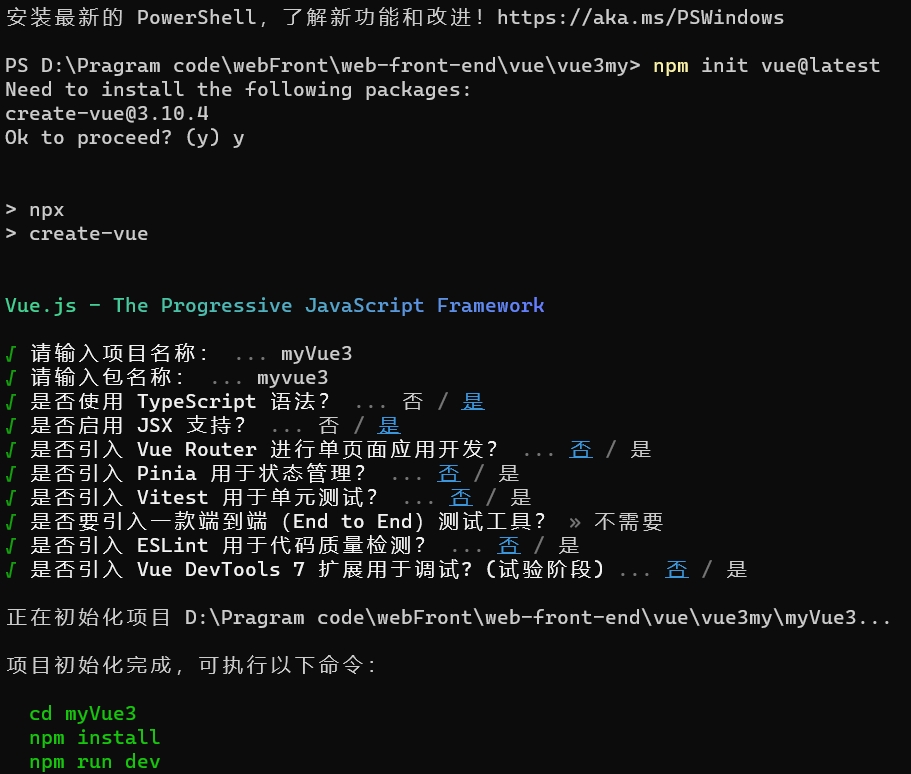 安装最新的 PowerShell，了解新功能和改进！https://aka.ms/PSWindows
PS D:\Pragram code\webFront\web-front-end\vue\vue3my> npm init vue@latest
Need to install the following packages:
create-vue@3.10.4
Ok to proceed? (y) y
> npx
> create-vue
Vue.js - The Progressive JavaScript Framework
√ 请输入项目名称： ... myVue3
√ 请输入包名称： ... myvue3
√ 是否使用 TypeScript 语法？ ... 否 / 是
√ 是否启用 JSX 支持？ ... 否 / 是
√ 是否引入 Vue Router 进行单页面应用开发？ ... 否 / 是
√ 是否引入 Pinia 用于状态管理？ ... 否 / 是
√ 是否引入 Vitest 用于单元测试？ ... 否 / 是
√ 是否要引入一款端到端（End to End）测试工具？ » 不需要
√ 是否引入 ESLint 用于代码质量检测？ ... 否 / 是
√ 是否引入 Vue DevTools 7 扩展用于调试？(试验阶段) ... 否 / 是
正在初始化项目 D:\Pragram code\webFront\web-front-end\vue\vue3my\myVue3...
项目初始化完成，可执行以下命令：
cd myVue3
npm install
npm run dev